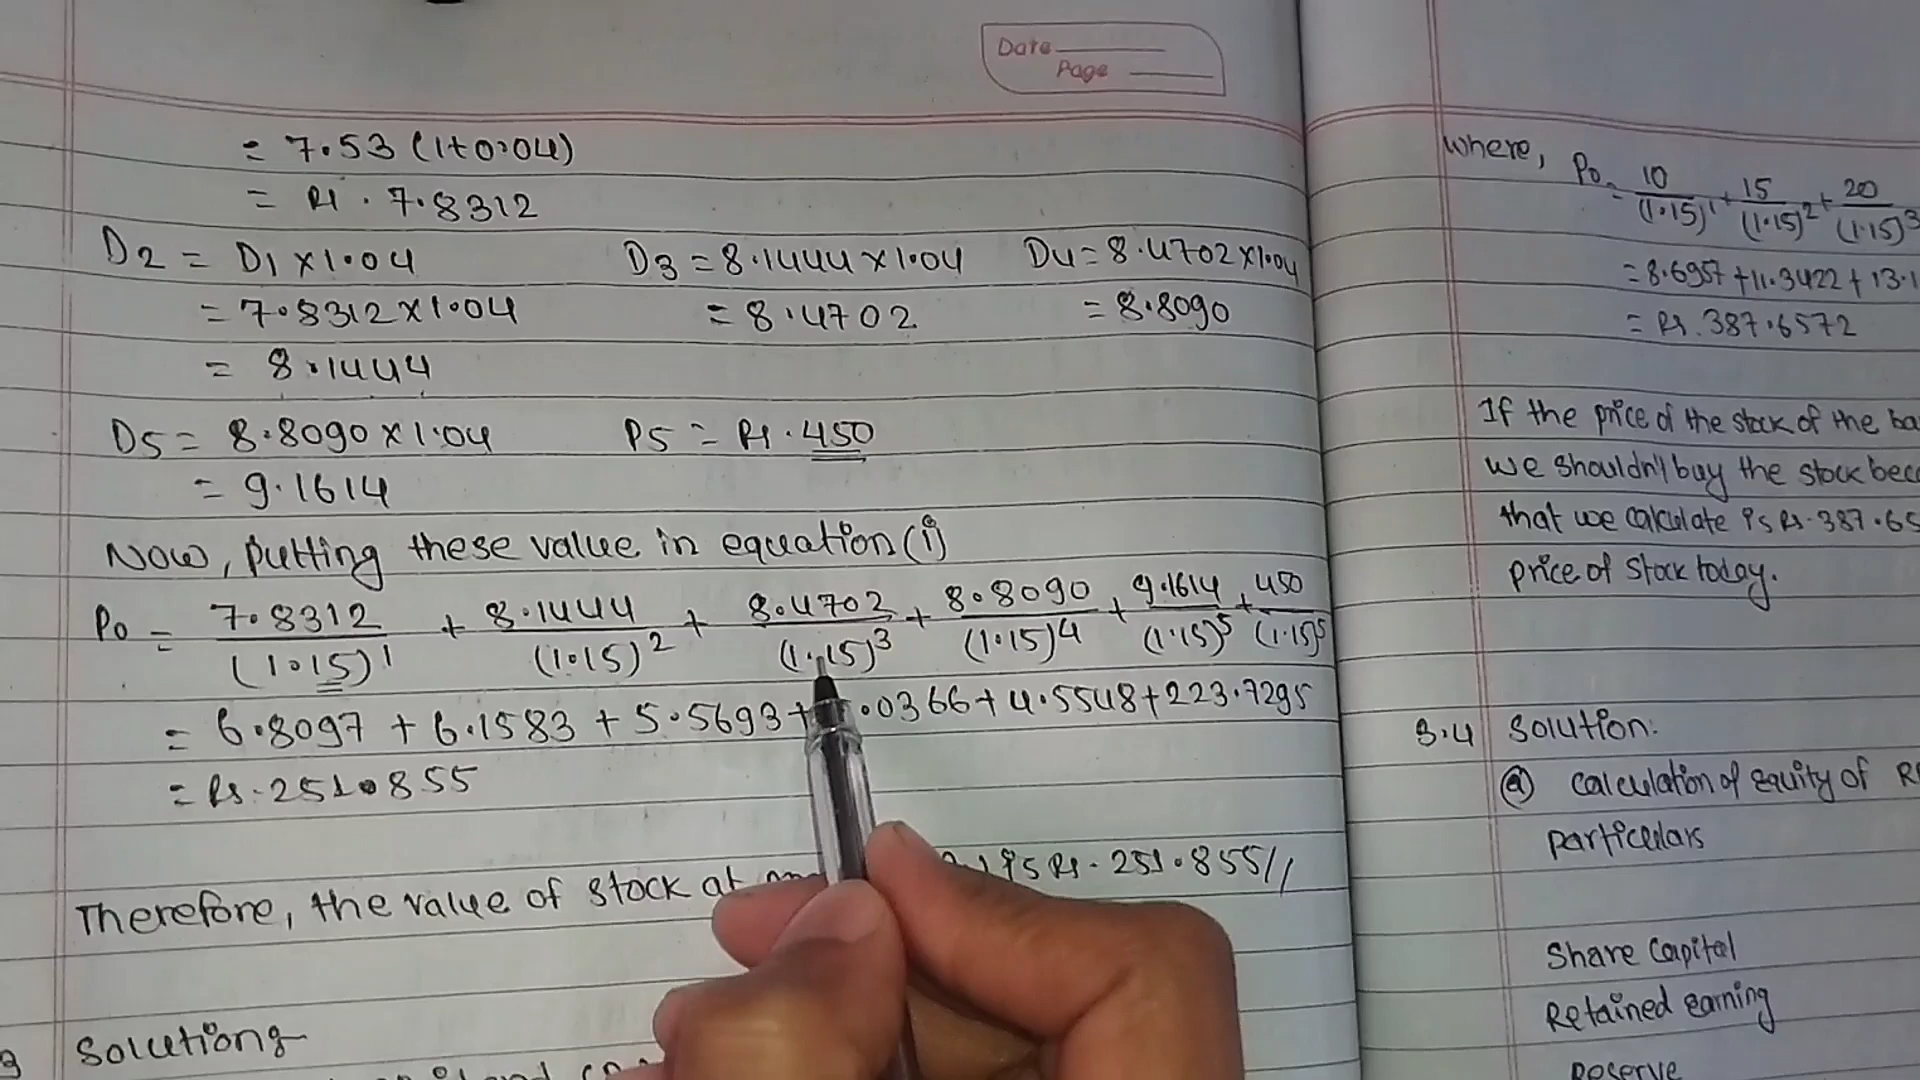 Date
Page
= 7.53 (1+0.04)
= Rs. 7.8312
D2 = D1 x 1.04 D3 = 8.1444 x 1.04 D4 = 8.4702 x 1.04
= 7.8312 x 1.04 = 8.4702 = 8.8090
= 8.1444
D5 = 8.8090 x 1.04 P5 = Rs. 450
= 9.1614
Now, putting these value in equation (i)
P0 = 7.8312/(1.15)^1 + 8.1444/(1.15)^2 + 8.4702/(1.15)^3 + 8.8090/(1.15)^4 + 9.1614/(1.15)^5 + 450/(1.15)^5
= 6.8097 + 6.1583 + 5.5693 + .0366 + 4.5548 + 223.7295
= Rs. 251.855
Therefore, the value of stock at is Rs. 251.855//
Solution:
where, P0 = 10/(1.15)^1 + 15/(1.15)^2 + 20/(1.15)^3
= 8.6957 + 11.3422 + 13.1
= Rs. 387.6572
If the price of the stock of the
we shouldn't buy the stock
that we calculate is Rs. 387.65
price of stock today.
3.4 Solution:
(a) Calculation of equity of
particulars
Share capital
Retained earning
Reserve